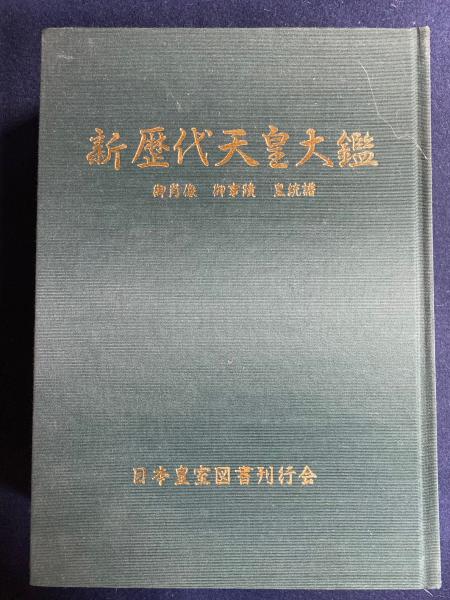 新歴代天皇大鑑
御肖像 御事績 皇統譜
日本皇室図書刊行会